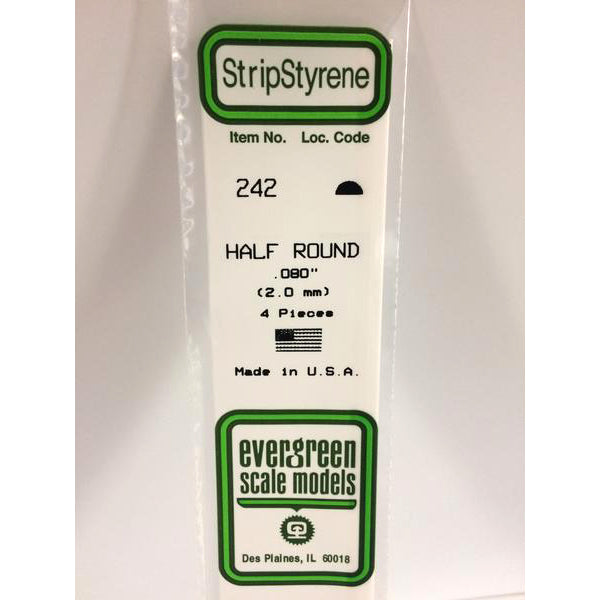 StripStyrene
Item No. Loc. Code
242
HALF ROUND
.080"
(2.0 mm)
4 Pieces
Made in U.S.A.
evergreen
scale models
Des Plaines, IL 60018